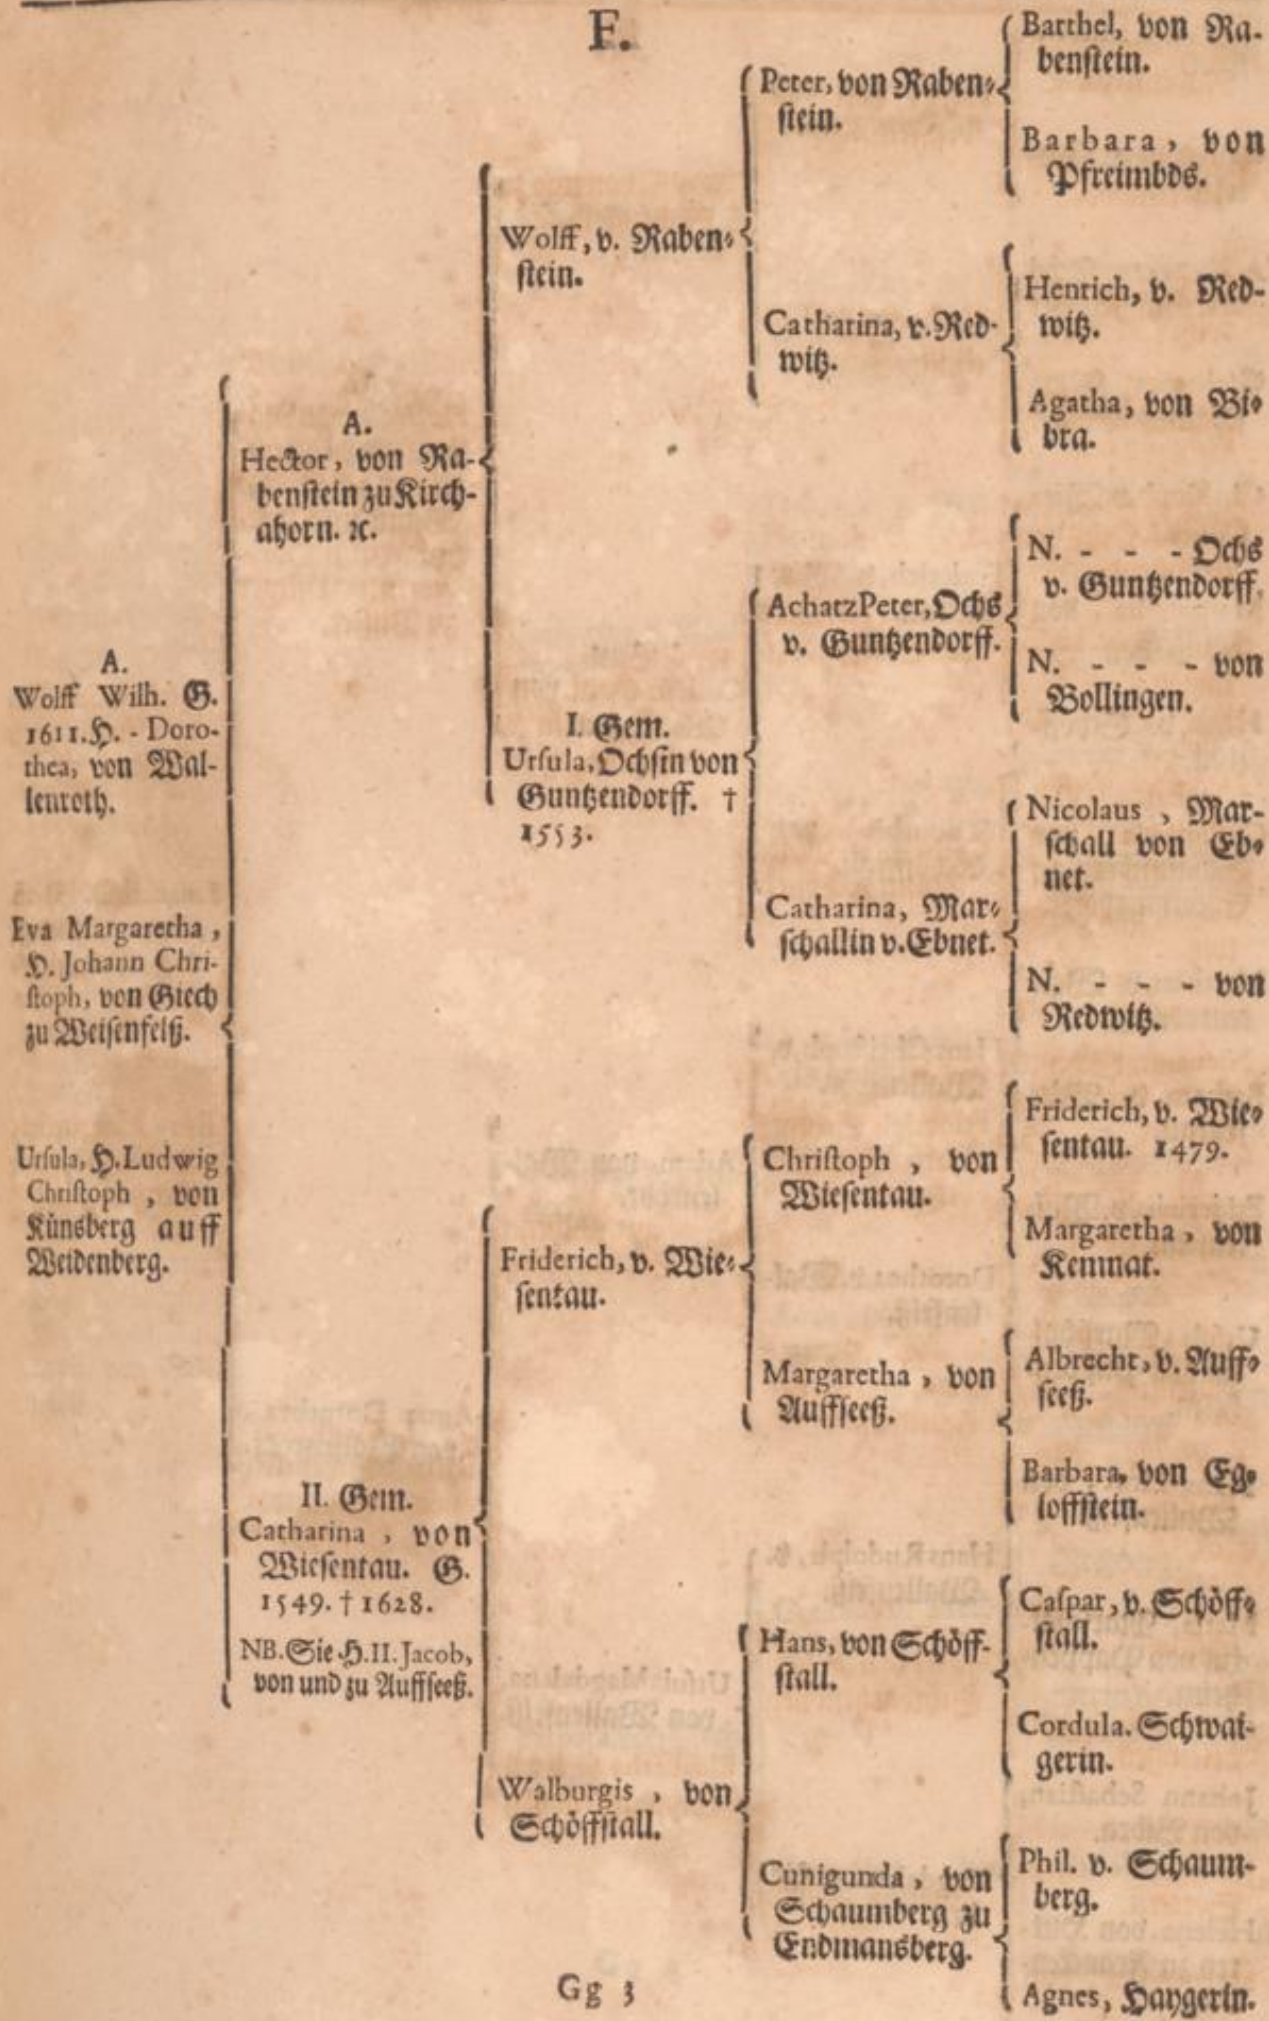 F.
A.
Wolff Wilh. G.
1611. H. - Doro-
thea, von Wal-
lenroth.
Eva Margaretha,
H. Johann Chri-
stoph, von Giech
zu Weisenfelß.
Ursula, H. Ludwig
Christoph, von
Künsberg auff
Weidenberg.
A.
Hector, von Ra-
benstein zu Kirch-
ahorn. ꝛc.
II. Gem.
Catharina, von
Wiesentau. G.
1549. † 1628.
NB. Sie H. II. Jacob,
von und zu Auffseeß.
Wolff, v. Raben-
stein.
I. Gem.
Ursula, Ochsin von
Guntzendorff. †
1553.
Friderich, v. Wie-
sentau.
Walburgis, von
Schöffstall.
Peter, von Raben-
stein.
Catharina, v. Red-
witz.
Achatz Peter, Ochs
v. Guntzendorff.
Catharina, Mar-
schallin v. Ebnet.
Christoph, von
Wiesentau.
Margaretha, von
Auffseeß.
Hans, von Schöff-
stall.
Cunigunda, von
Schaumberg zu
Endmansberg.
Barthel, von Ra-
benstein.
Barbara, von
Pfreimbds.
Henrich, v. Red-
witz.
Agatha, von Bi-
bra.
N. - - - Ochs
v. Guntzendorff.
N. - - - von
Bollingen.
Nicolaus, Mar-
schall von Eb-
net.
N. - - - von
Redwitz.
Friderich, v. Wie-
sentau. 1479.
Margaretha, von
Kemnat.
Albrecht, v. Auff-
seeß.
Barbara, von Eg-
loffstein.
Caspar, v. Schöff-
stall.
Cordula. Schwai-
gerin.
Phil. v. Schaum-
berg.
Agnes, Haygerin.
Gg 3